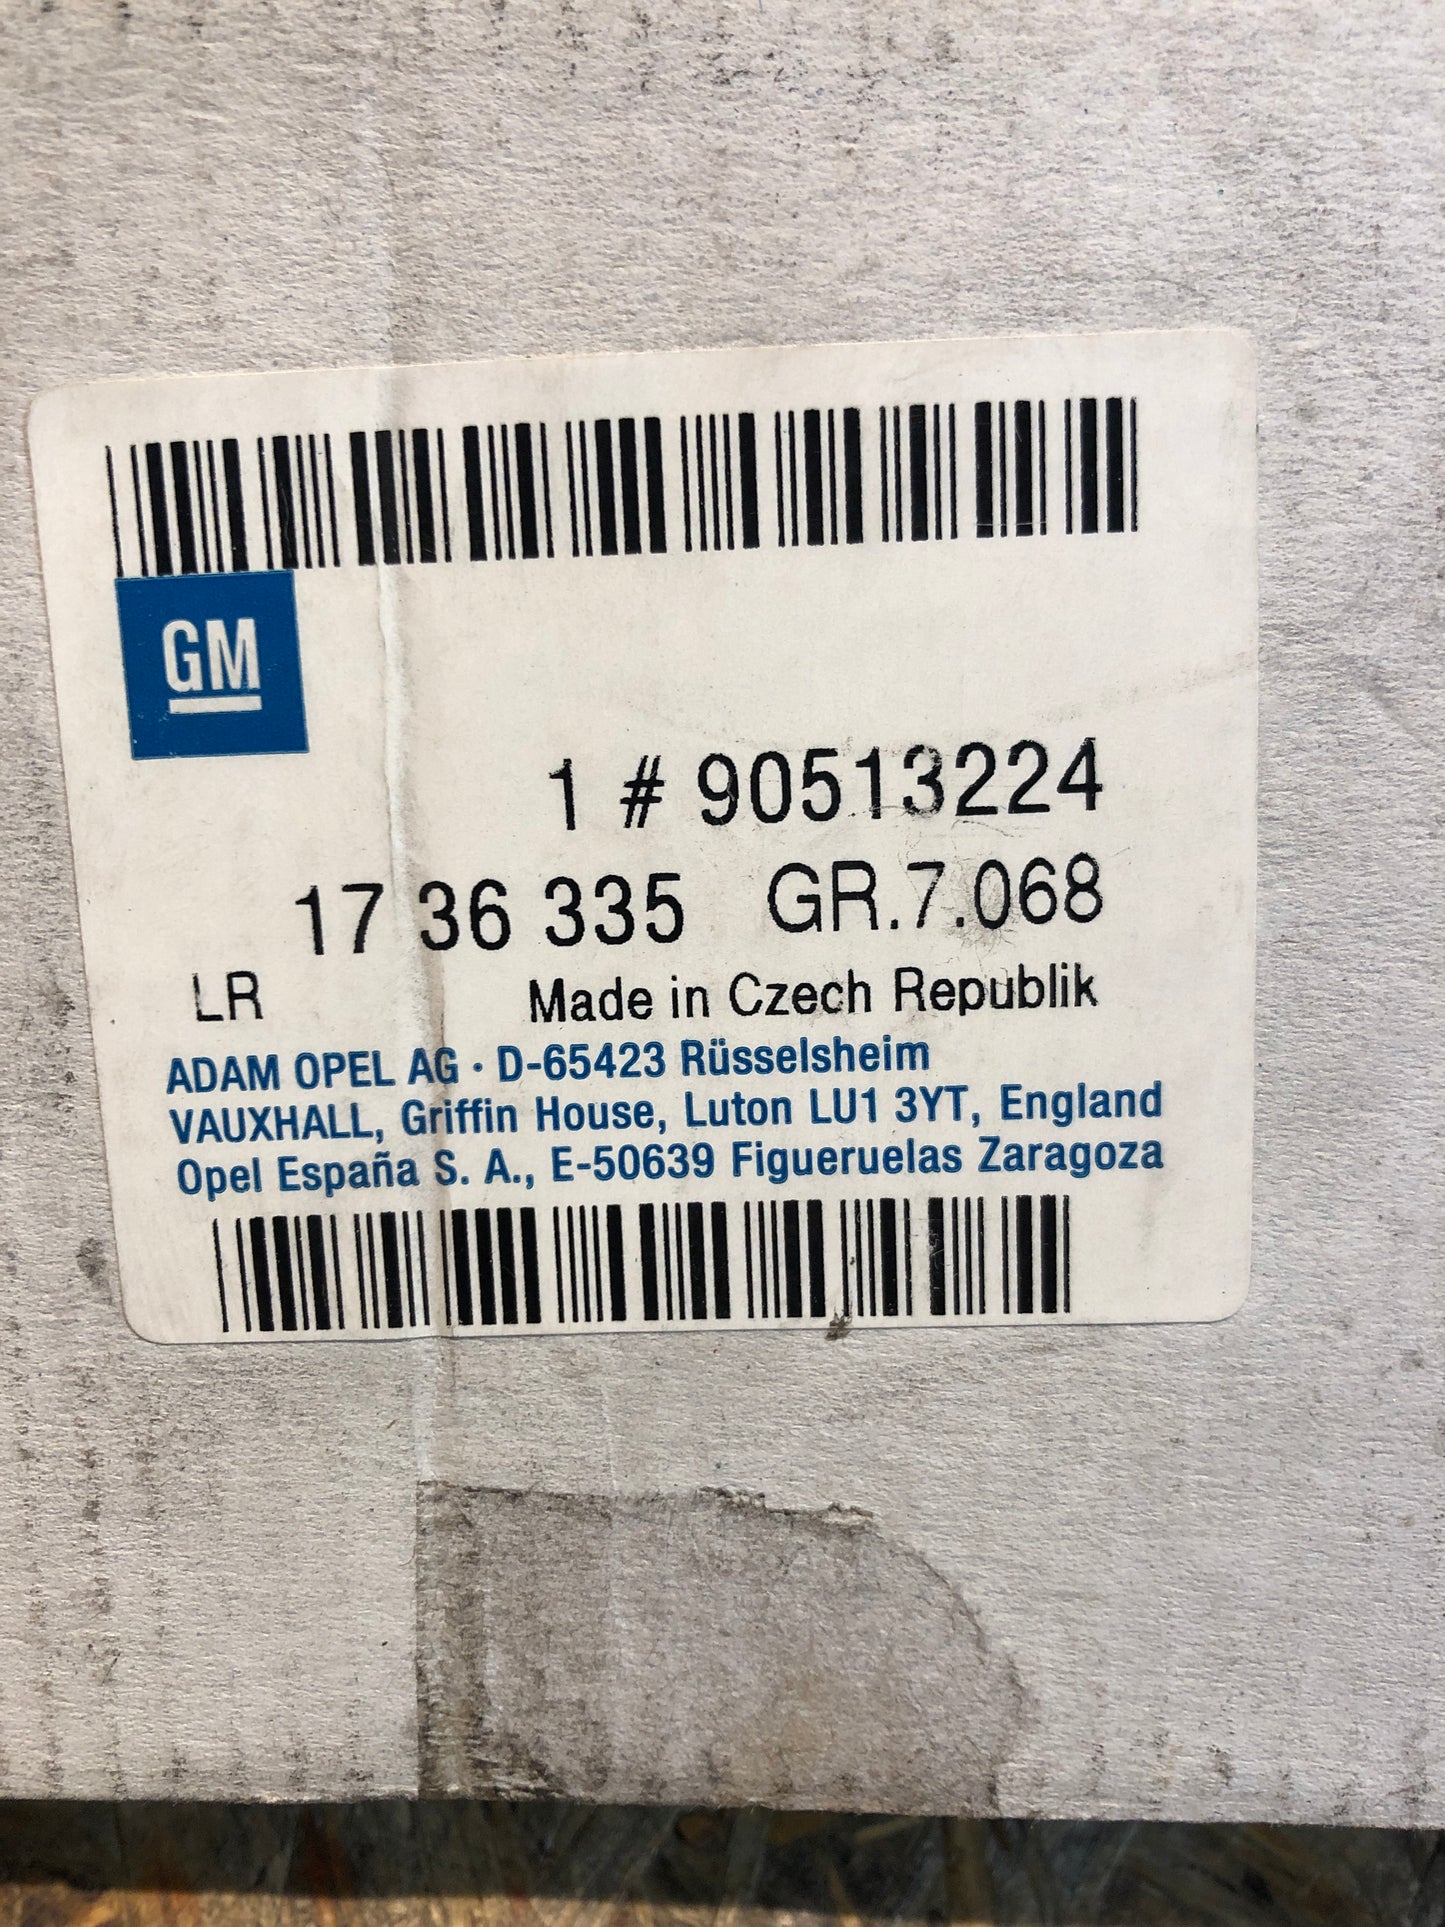 GM
1 # 90513224
17 36 335 GR.7.068
LR Made in Czech Republik
ADAM OPEL AG · D-65423 Rüsselsheim
VAUXHALL, Griffin House, Luton LU1 3YT, England
Opel España S. A., E-50639 Figueruelas Zaragoza